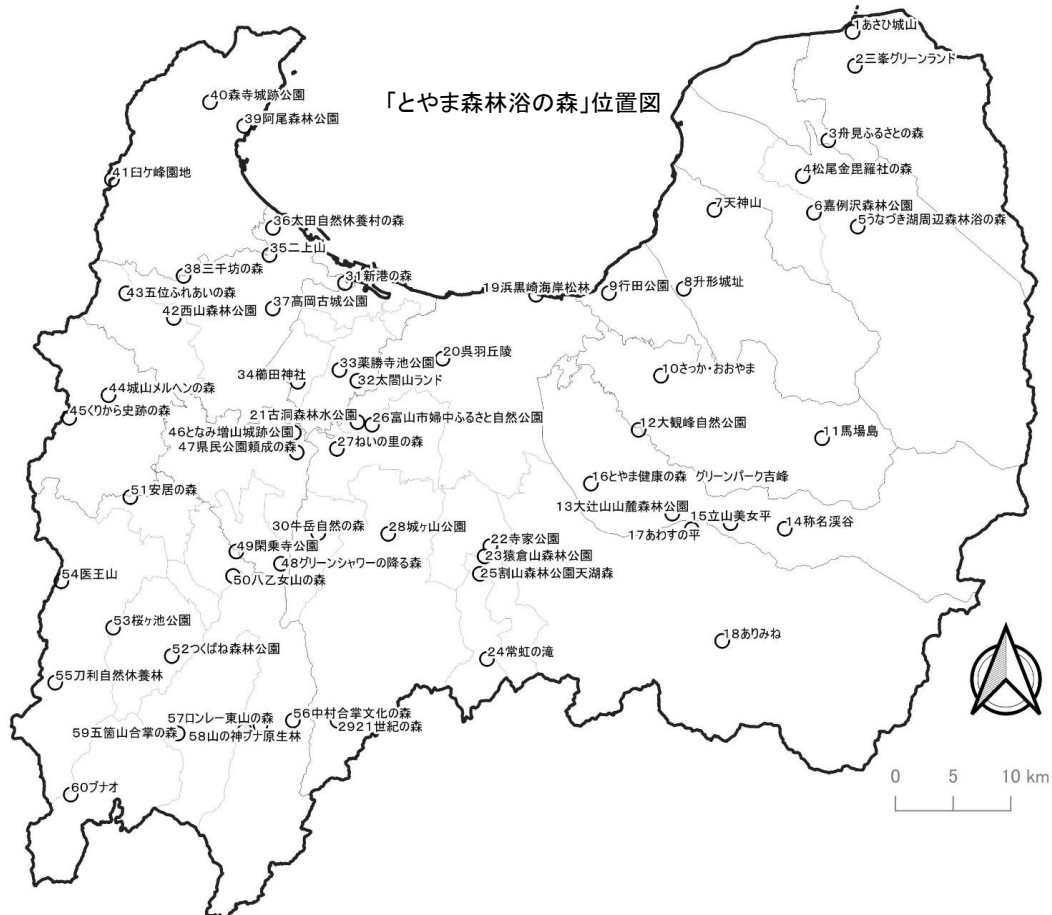 「とやま森林浴の森」位置図
1あさひ城山
2三峯グリーンランド
3舟見ふるさとの森
4松尾金毘羅社の森
6嘉例沢森林公園
5うなづき湖周辺森林浴の森
7天神山
8升形城址
9行田公園
19浜黒崎海岸松林
10さっか・おおやま
12大観峰自然公園
11馬場島
16とやま健康の森 グリーンパーク吉峰
13大辻山山麓森林公園
15立山美女平
14称名渓谷
17あわすの平
18ありみね
40森寺城跡公園
39阿尾森林公園
41臼ケ峰園地
36太田自然休養村の森
35二上山
38三千坊の森
31新港の森
43五位ふれあいの森
37高岡古城公園
42西山森林公園
20呉羽丘陵
33薬勝寺池公園
34櫛田神社
32太閤山ランド
44城山メルヘンの森
45くりから史跡の森
21古洞森林水公園
26富山市婦中ふるさと自然公園
46となみ増山城跡公園
47県民公園頼成の森
27ねいの里の森
51安居の森
30牛岳自然の森
28城ヶ山公園
22寺家公園
23猿倉山森林公園
25割山森林公園天湖森
49閑乗寺公園
48グリーンシャワーの降る森
50八乙女山の森
54医王山
53桜ヶ池公園
52つくばね森林公園
24常虹の滝
55刀利自然休養林
57ロンレー東山の森
56中村合掌文化の森
2921世紀の森
59五箇山合掌の森
58山の神ブナ原生林
60ブナオ
0 5 10 km